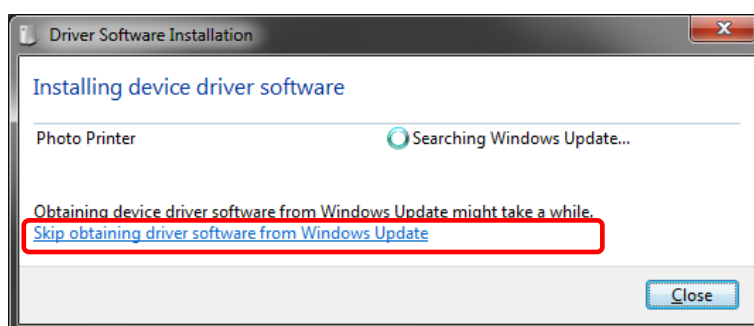 Driver Software Installation
Installing device driver software
Photo Printer
Searching Windows Update...
Obtaining device driver software from Windows Update might take a while.
Skip obtaining driver software from Windows Update
Close